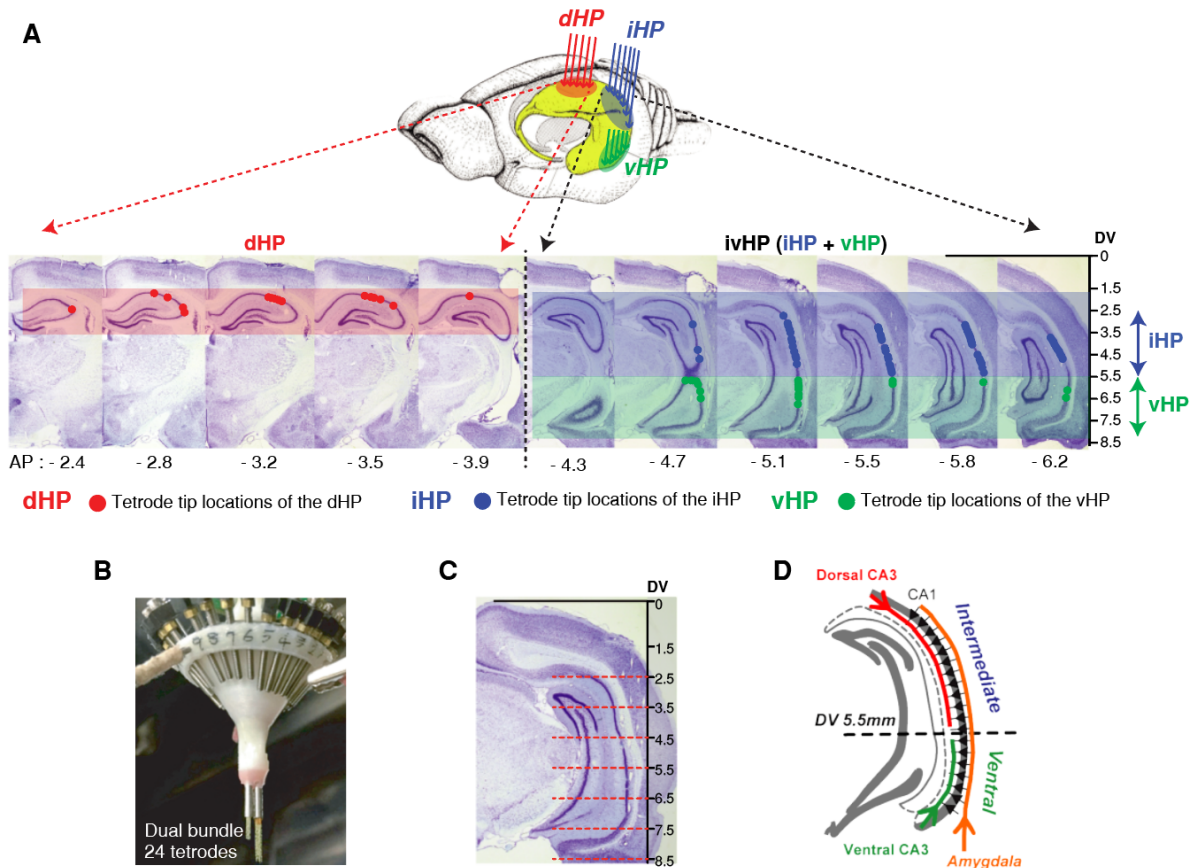 A
dHP
iHP
vHP
dHP
ivHP (iHP + vHP)
DV
0
1.5
2.5
3.5
4.5
5.5
6.5
7.5
8.5
iHP
vHP
AP : - 2.4 - 2.8 - 3.2 - 3.5 - 3.9 - 4.3 - 4.7 - 5.1 - 5.5 - 5.8 - 6.2
dHP Tetrode tip locations of the dHP iHP Tetrode tip locations of the iHP vHP Tetrode tip locations of the vHP
B
Dual bundle
24 tetrodes
C
DV
0
1.5
2.5
3.5
4.5
5.5
6.5
7.5
8.5
D
Dorsal CA3
CA1
Intermediate
DV 5.5mm
Ventral
Ventral CA3
Amygdala